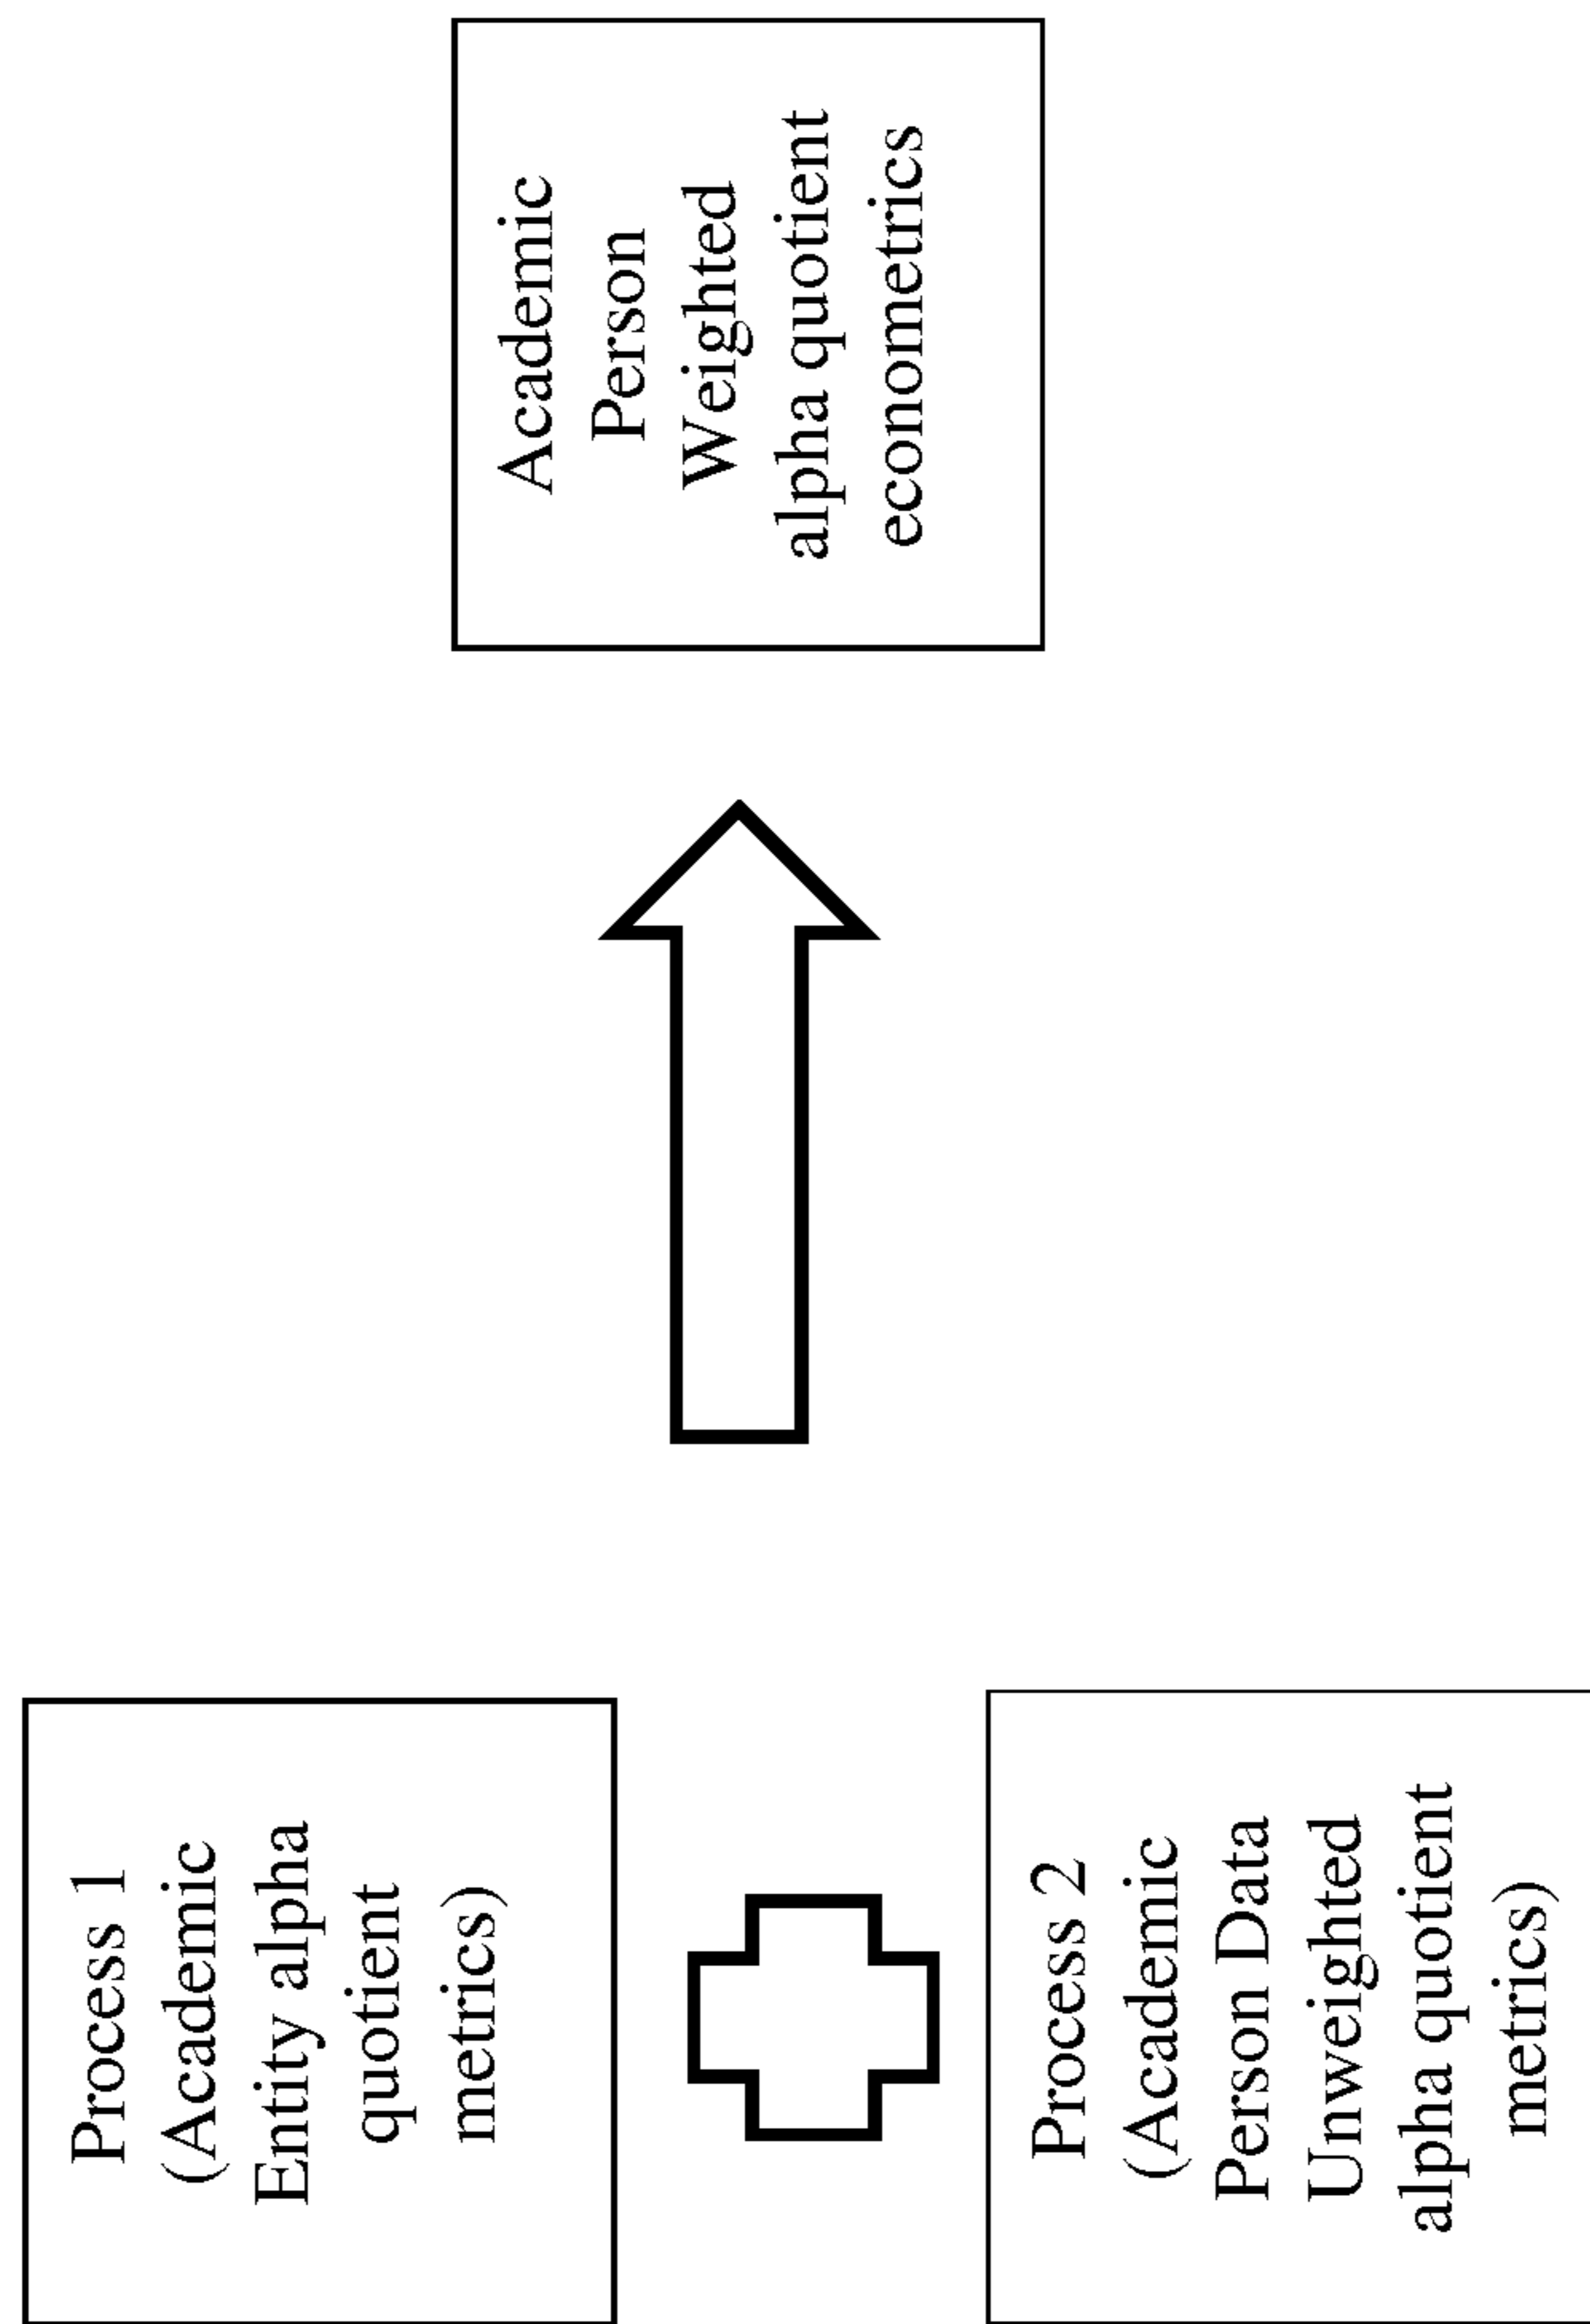 Process 1
(Academic
Entity alpha
quotient
metrics)
Process 2
(Academic
Person Data
Unweighted
alpha quotient
metrics)
Academic
Person
Weighted
alpha quotient
econometrics